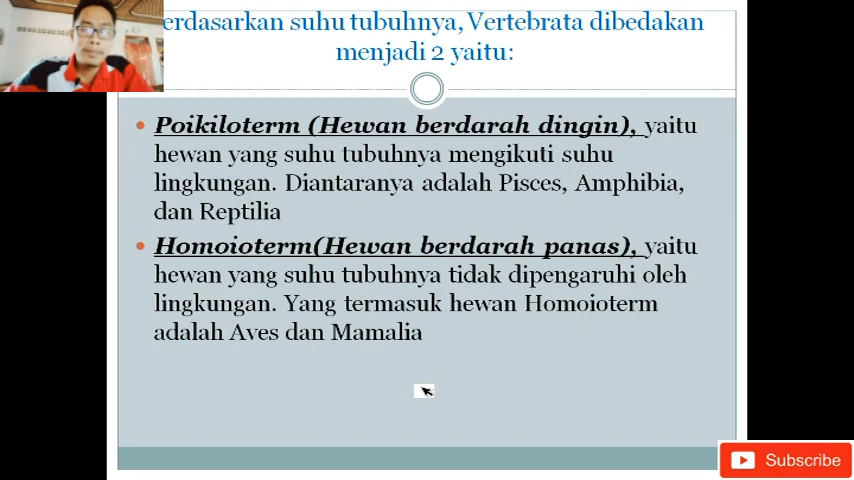 erdasarkan suhu tubuhnya, Vertebrata dibedakan
menjadi 2 yaitu:
Poikiloterm (Hewan berdarah dingin), yaitu
hewan yang suhu tubuhnya mengikuti suhu
lingkungan. Diantaranya adalah Pisces, Amphibia,
dan Reptilia
Homoioterm(Hewan berdarah panas), yaitu
hewan yang suhu tubuhnya tidak dipengaruhi oleh
lingkungan. Yang termasuk hewan Homoioterm
adalah Aves dan Mamalia
Subscribe